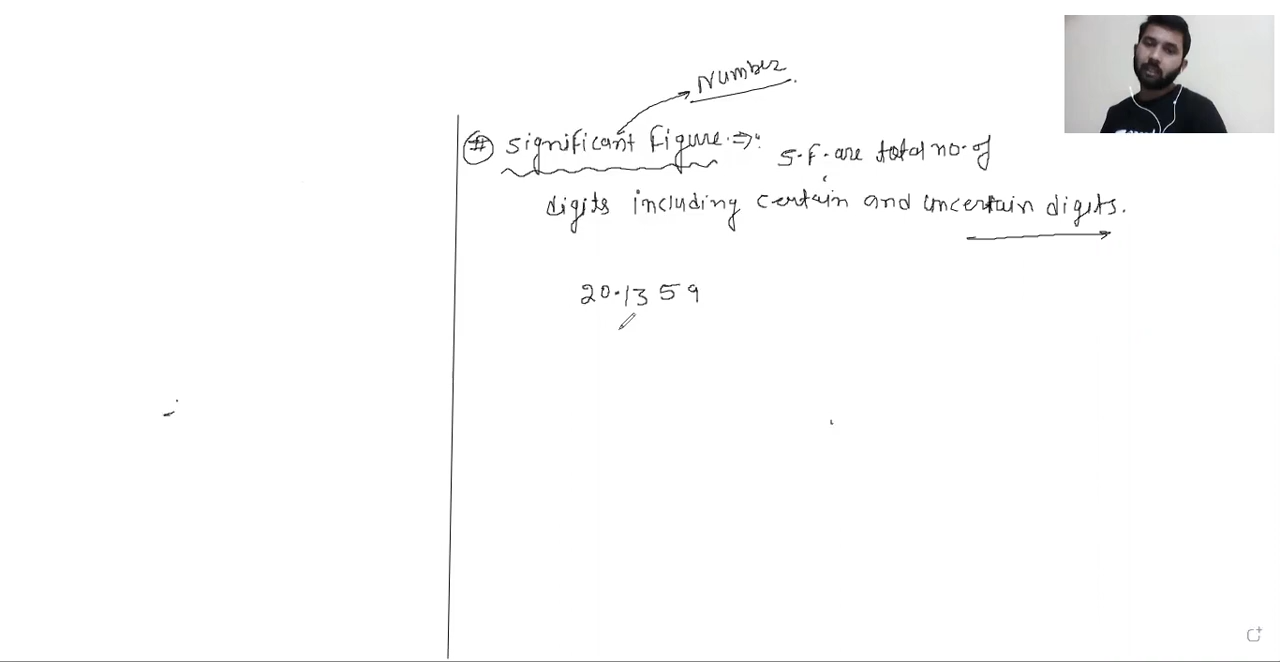 Number.
# Significant Figure ⇒ S.F. are total no. of
digits including certain and uncertain digits.
20.1359